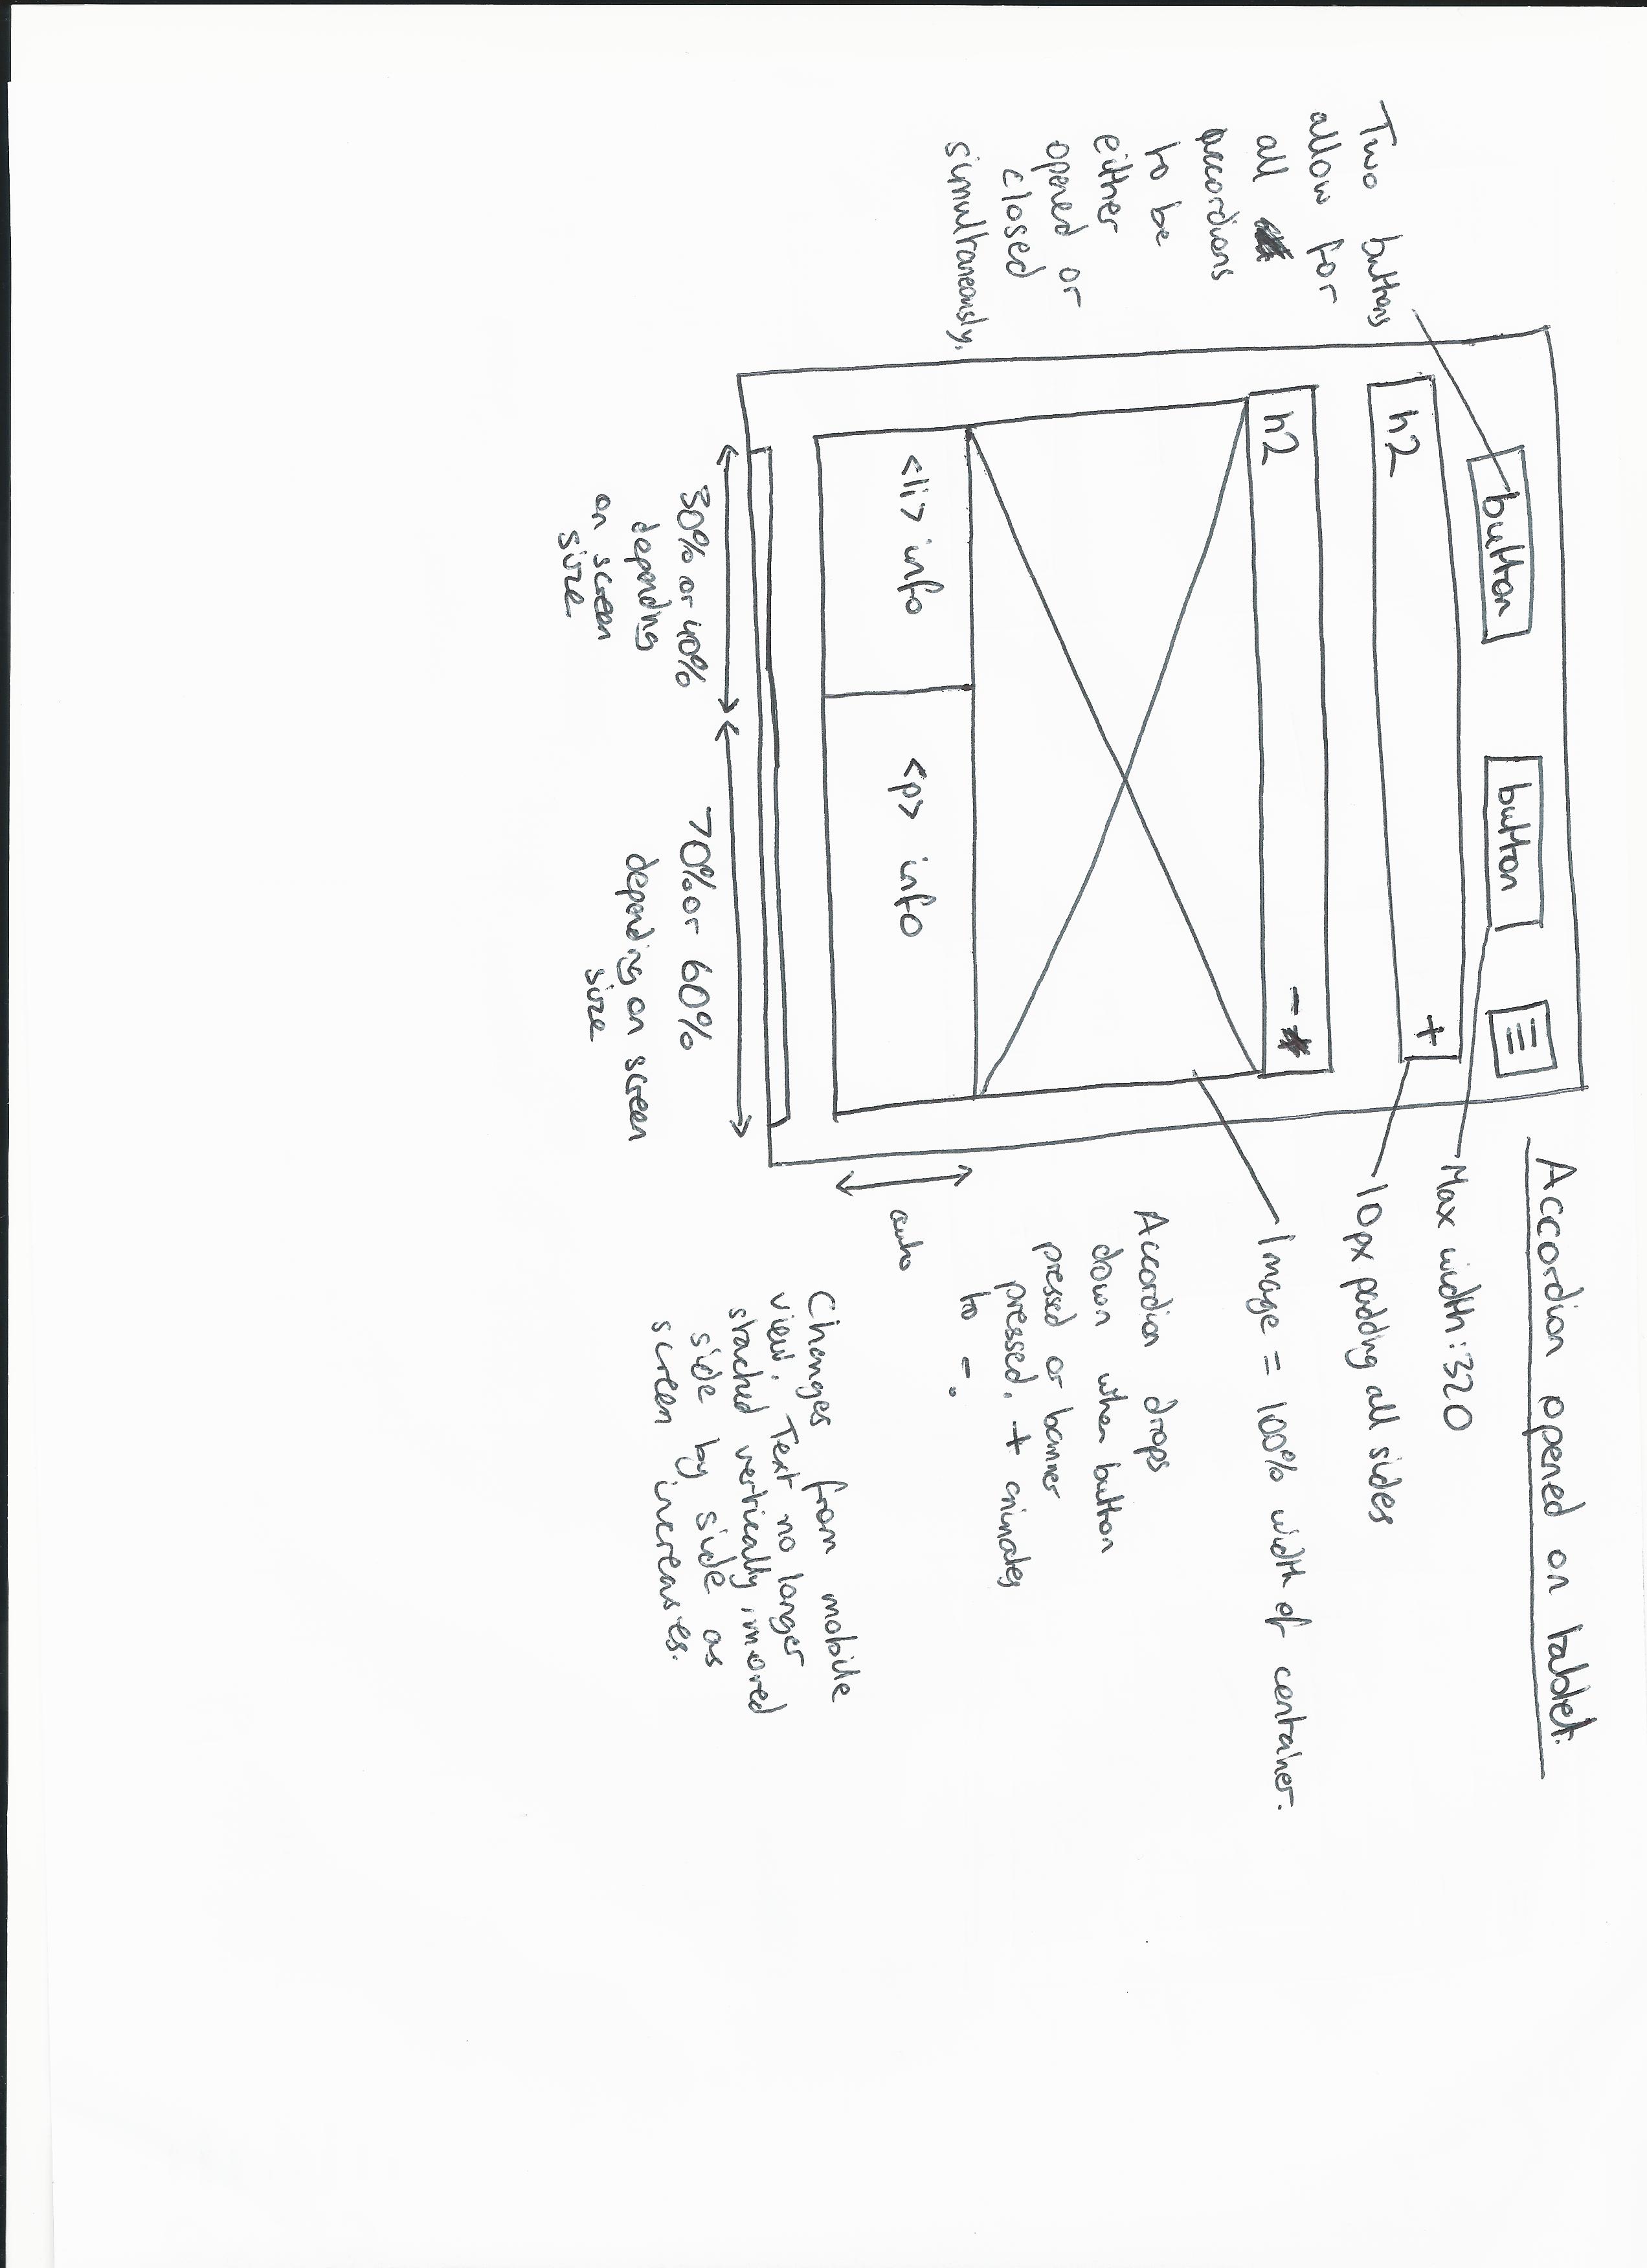 Accordion opened on tablet:
Two buttons
allow for
all
accordions
to be
either
opened or
closed
simultaneously.
button
button
h2
+
h2
-
<li> info
<p> info
Max width: 320
10px padding all sides
Image = 100% width of container.
Accordion drops
down when button
pressed or banner
pressed. + animates
to -.
auto
Changes from mobile
view. Text no longer
stacked vertically, moved
side by side as
screen increases.
30% or 40%
depending
on screen
size
70% or 60%
depending on screen
size